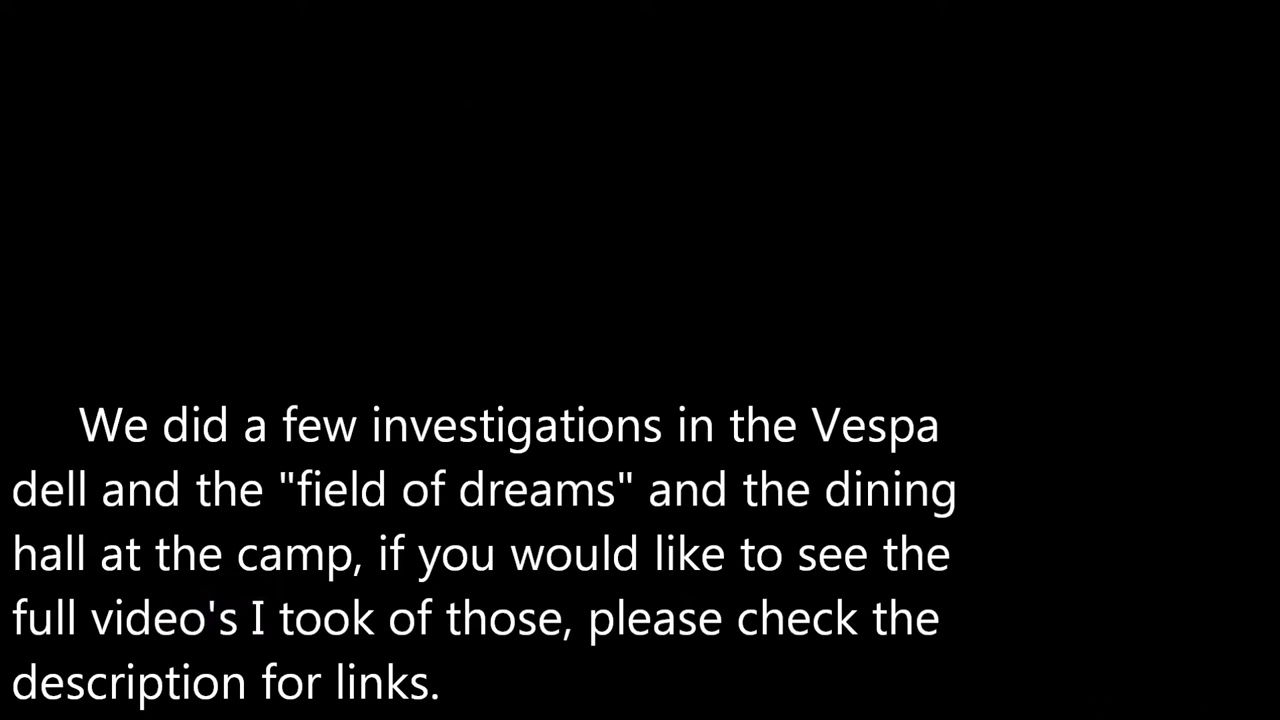 We did a few investigations in the Vespa
dell and the "field of dreams" and the dining
hall at the camp, if you would like to see the
full video's I took of those, please check the
description for links.